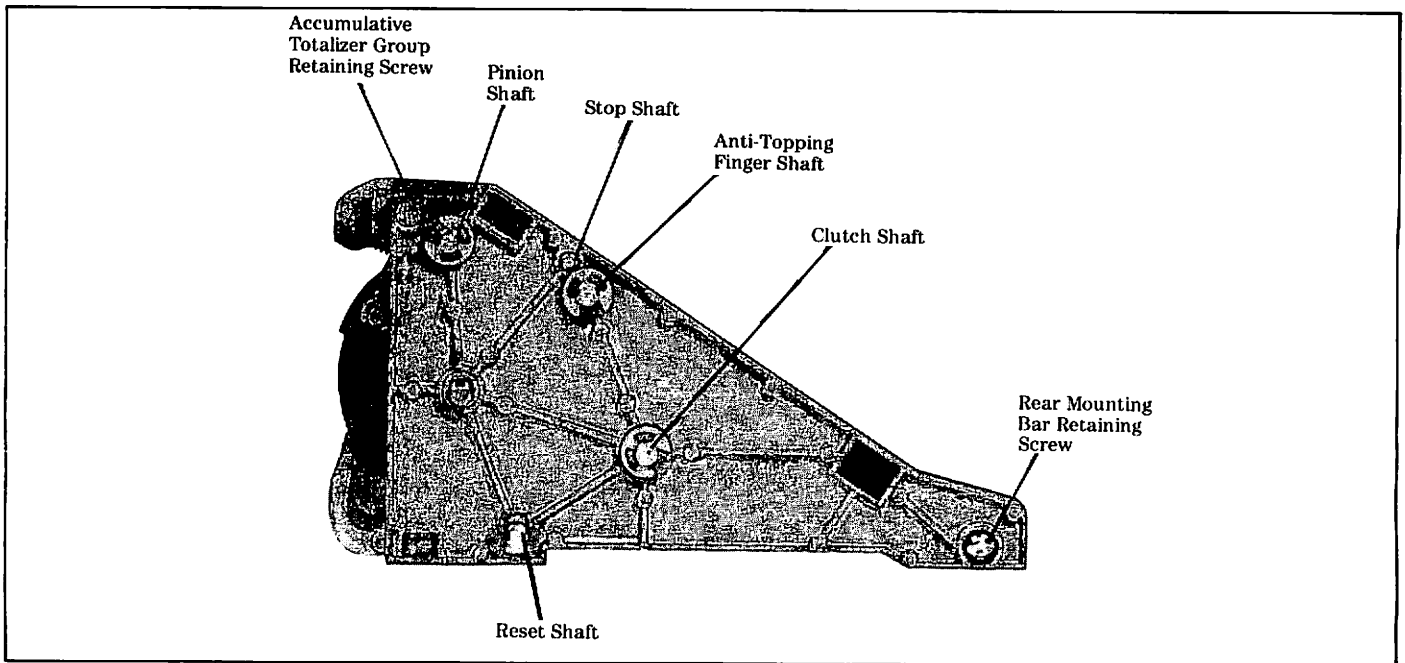 Accumulative
Totalizer Group
Retaining Screw
Pinion
Shaft
Stop Shaft
Anti-Topping
Finger Shaft
Clutch Shaft
Rear Mounting
Bar Retaining
Screw
Reset Shaft